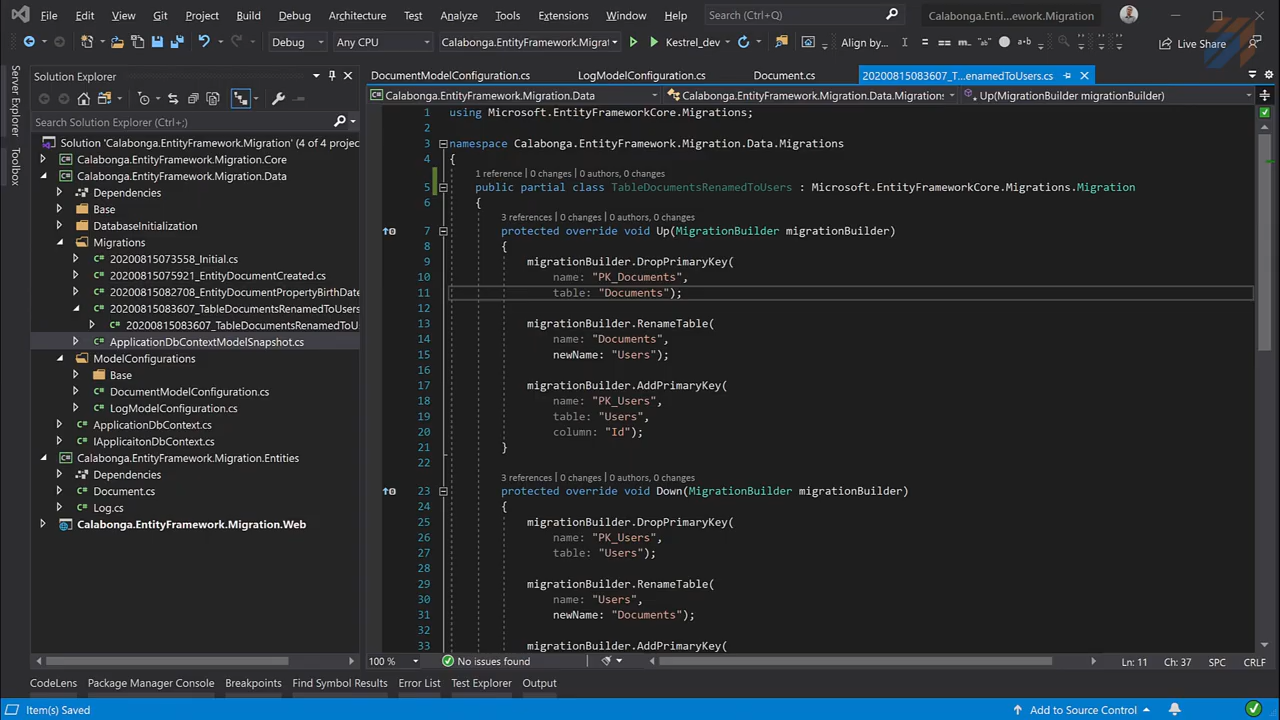 File Edit View Git Project Build Debug Architecture Test Analyze Tools Extensions Window Help Search (Ctrl+Q) Calabonga.Enti...ework.Migration
Debug Any CPU Calabonga.EntityFramework.Migrat Kestrel_dev Align by... Live Share
Server Explorer
Toolbox
Solution Explorer
Search Solution Explorer (Ctrl+;)
Solution 'Calabonga.EntityFramework.Migration' (4 of 4 projec
Calabonga.EntityFramework.Migration.Core
Calabonga.EntityFramework.Migration.Data
Dependencies
Base
DatabaseInitialization
Migrations
20200815073558_Initial.cs
20200815075921_EntityDocumentCreated.cs
20200815082708_EntityDocumentPropertyBirthDate
20200815083607_TableDocumentsRenamedToUsers
20200815083607_TableDocumentsRenamedToU
ApplicationDbContextModelSnapshot.cs
ModelConfigurations
Base
DocumentModelConfiguration.cs
LogModelConfiguration.cs
ApplicationDbContext.cs
IApplicaitonDbContext.cs
Calabonga.EntityFramework.Migration.Entities
Dependencies
Document.cs
Log.cs
Calabonga.EntityFramework.Migration.Web
DocumentModelConfiguration.cs LogModelConfiguration.cs Document.cs 20200815083607_T...enamedToUsers.cs
Calabonga.EntityFramework.Migration.Data Calabonga.EntityFramework.Migration.Data.Migration Up(MigrationBuilder migrationBuilder)
1 using Microsoft.EntityFrameworkCore.Migrations;
2
3 namespace Calabonga.EntityFramework.Migration.Data.Migrations
4 {
1 reference | 0 changes | 0 authors, 0 changes
5 public partial class TableDocumentsRenamedToUsers : Microsoft.EntityFrameworkCore.Migrations.Migration
6 {
3 references | 0 changes | 0 authors, 0 changes
7 protected override void Up(MigrationBuilder migrationBuilder)
8 {
9 migrationBuilder.DropPrimaryKey(
10 name: "PK_Documents",
11 table: "Documents");
12
13 migrationBuilder.RenameTable(
14 name: "Documents",
15 newName: "Users");
16
17 migrationBuilder.AddPrimaryKey(
18 name: "PK_Users",
19 table: "Users",
20 column: "Id");
21 }
22
3 references | 0 changes | 0 authors, 0 changes
23 protected override void Down(MigrationBuilder migrationBuilder)
24 {
25 migrationBuilder.DropPrimaryKey(
26 name: "PK_Users",
27 table: "Users");
28
29 migrationBuilder.RenameTable(
30 name: "Users",
31 newName: "Documents");
32
33 migrationBuilder.AddPrimaryKey(
100 % No issues found Ln: 11 Ch: 37 SPC CRLF
CodeLens Package Manager Console Breakpoints Find Symbol Results Error List Test Explorer Output
Item(s) Saved Add to Source Control